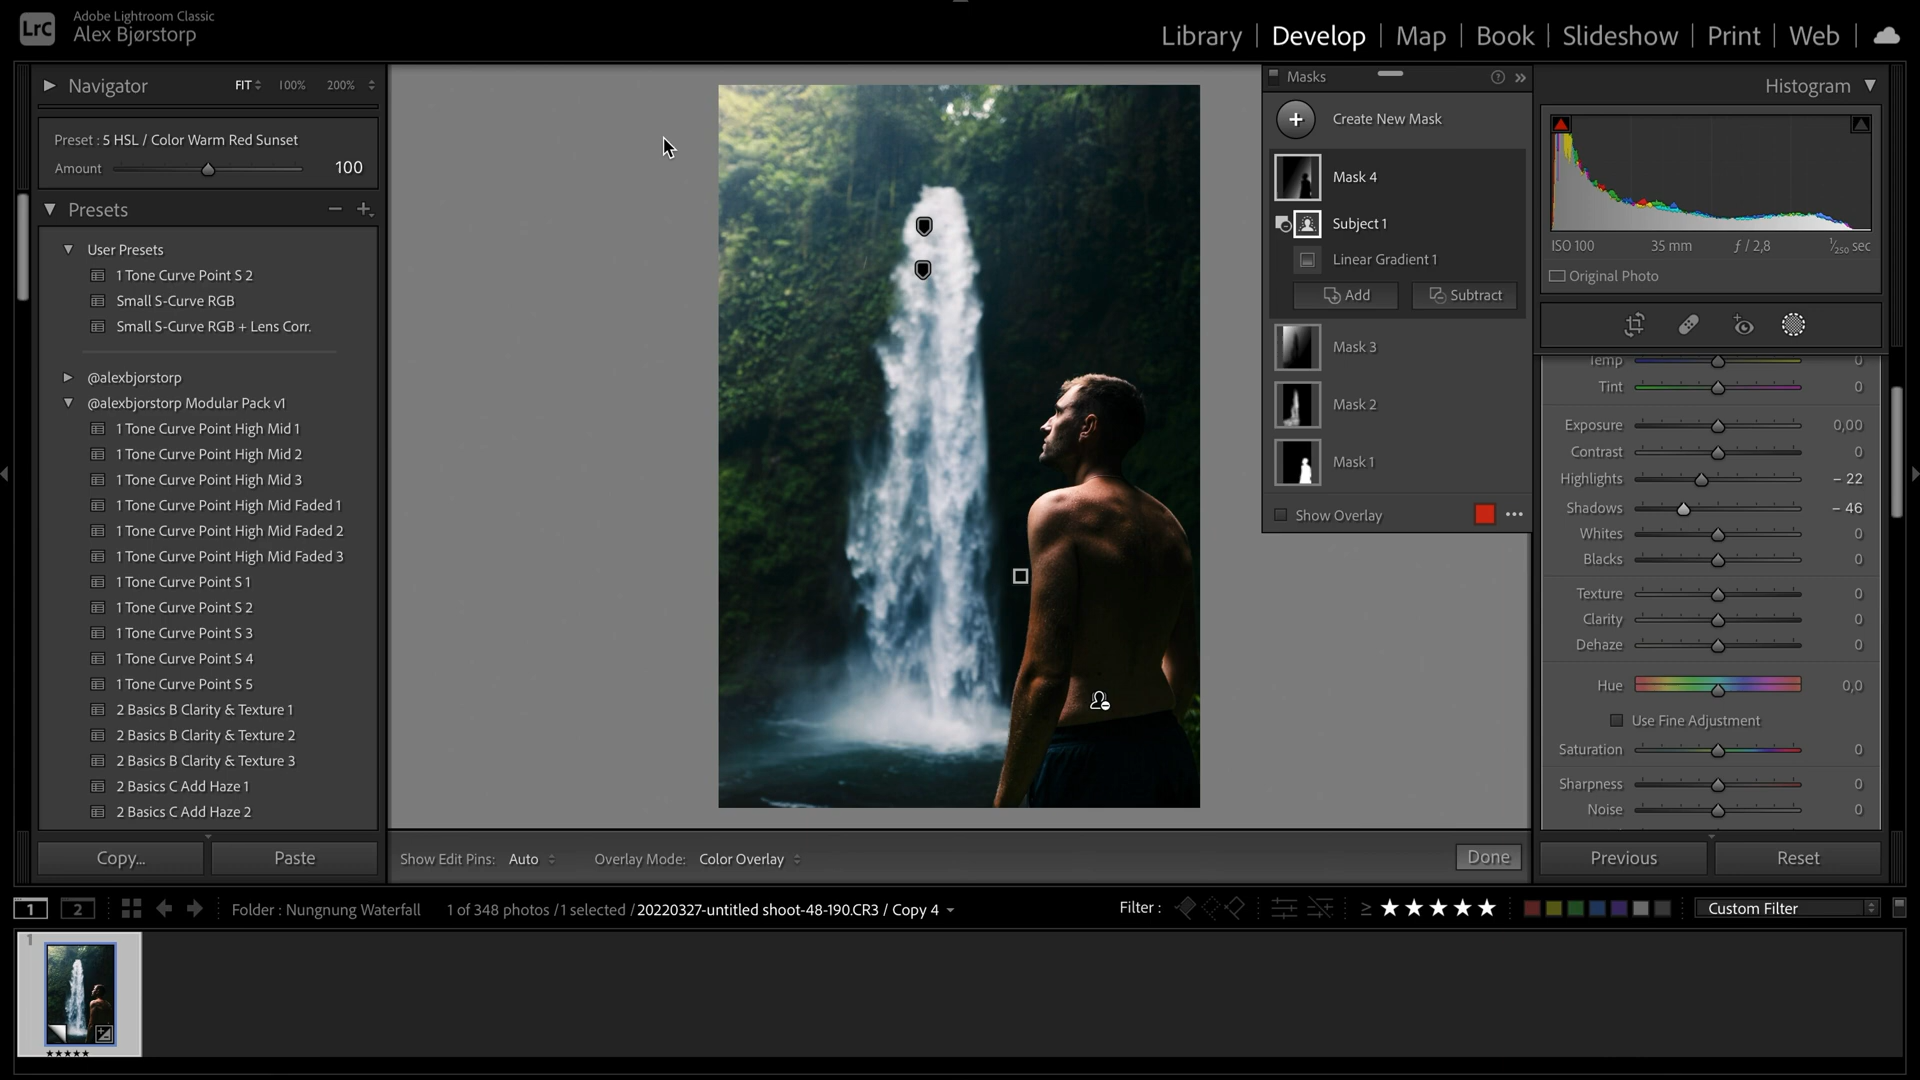 LrC
Adobe Lightroom Classic
Alex Bjørstorp
Library | Develop | Map | Book | Slideshow | Print | Web
Navigator
FIT
100%
200%
Preset : 5 HSL / Color Warm Red Sunset
Amount
100
Presets
User Presets
1 Tone Curve Point S 2
Small S-Curve RGB
Small S-Curve RGB + Lens Corr.
@alexbjorstorp
@alexbjorstorp Modular Pack v1
1 Tone Curve Point High Mid 1
1 Tone Curve Point High Mid 2
1 Tone Curve Point High Mid 3
1 Tone Curve Point High Mid Faded 1
1 Tone Curve Point High Mid Faded 2
1 Tone Curve Point High Mid Faded 3
1 Tone Curve Point S 1
1 Tone Curve Point S 2
1 Tone Curve Point S 3
1 Tone Curve Point S 4
1 Tone Curve Point S 5
2 Basics B Clarity & Texture 1
2 Basics B Clarity & Texture 2
2 Basics B Clarity & Texture 3
2 Basics C Add Haze 1
2 Basics C Add Haze 2
Copy...
Paste
Show Edit Pins: Auto
Overlay Mode: Color Overlay
Done
Masks
Create New Mask
Mask 4
Subject 1
Linear Gradient 1
Add
Subtract
Mask 3
Mask 2
Mask 1
Show Overlay
Histogram
ISO 100
35 mm
ƒ / 2,8
1/250 sec
Original Photo
Temp 0
Tint 0
Exposure 0,00
Contrast 0
Highlights – 22
Shadows – 46
Whites 0
Blacks 0
Texture 0
Clarity 0
Dehaze 0
Hue 0,0
Use Fine Adjustment
Saturation 0
Sharpness 0
Noise 0
Previous
Reset
1
2
Folder : Nungnung Waterfall
1 of 348 photos / 1 selected / 20220327-untitled shoot-48-190.CR3 / Copy 4
Filter :
≥ ★★★★★
Custom Filter
1
★★★★★